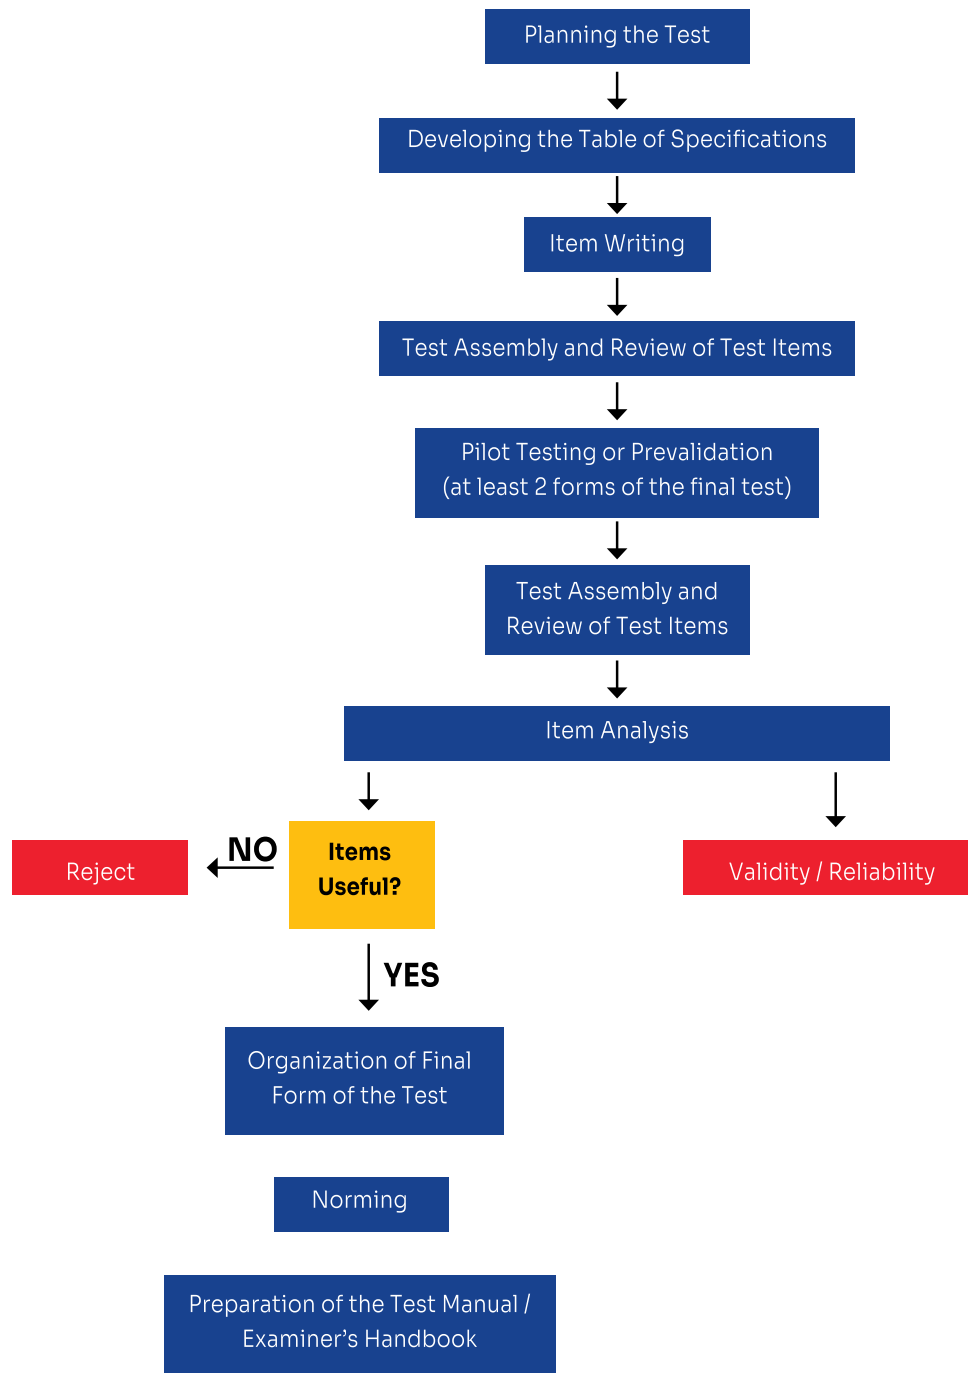 Planning the Test
Developing the Table of Specifications
Item Writing
Test Assembly and Review of Test Items
Pilot Testing or Prevalidation
(at least 2 forms of the final test)
Test Assembly and
Review of Test Items
Item Analysis
NO
Items
Useful?
Reject
Validity / Reliability
YES
Organization of Final
Form of the Test
Norming
Preparation of the Test Manual /
Examiner’s Handbook